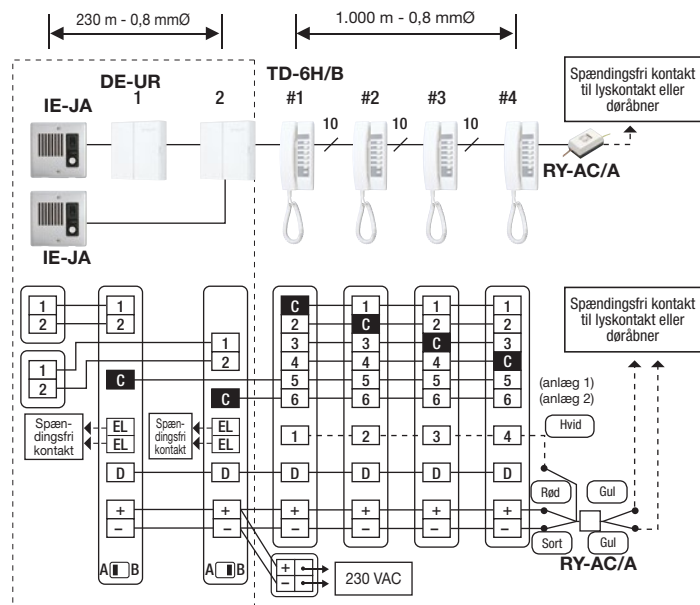 230 m - 0,8 mmØ
1.000 m - 0,8 mmØ
DE-UR
TD-6H/B
1 2 #1 #2 #3 #4
IE-JA
10 10 10
Spændingsfri kontakt
til lyskontakt eller
døråbner
RY-AC/A
IE-JA
1 1 C 1 1 1
2 2 2 C 2 2
1 3 3 C 3
1 2 4 4 4 C
2 C 5 5 5 5
C 6 6 6 6
Spændingsfri kontakt
til lyskontakt eller
døråbner
(anlæg 1)
(anlæg 2)
Spæn-
dingsfri
kontakt
EL
EL
Spæn-
dingsfri
kontakt
EL
EL
1 2 3 4
Hvid
D D D D D D
Rød Gul
+ + + + + +
– – – – – –
Sort Gul
RY-AC/A
A B A B
+
–
230 VAC